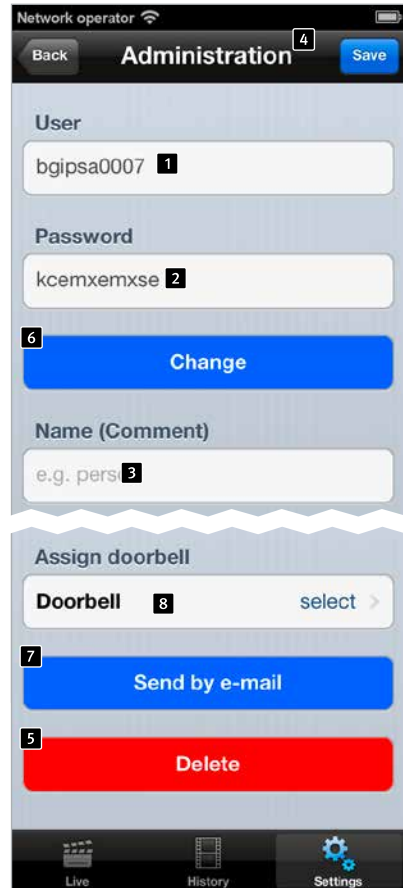 Network operator
Back Administration 4 Save
User
bgipsa0007 1
Password
kcemxemxse 2
6
Change
Name (Comment)
e.g. pers 3
Assign doorbell
Doorbell 8 select
7
Send by e-mail
5
Delete
Live History Settings